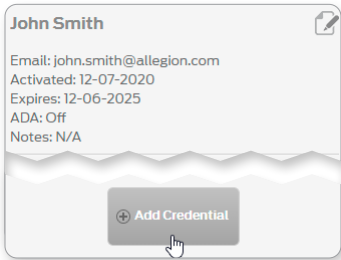 John Smith
Email: john.smith@allegion.com
Activated: 12-07-2020
Expires: 12-06-2025
ADA: Off
Notes: N/A
Add Credential